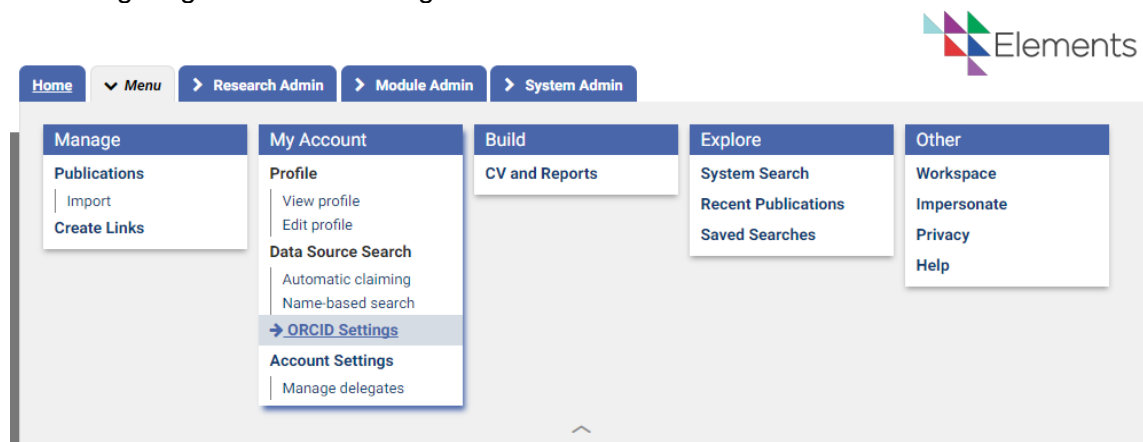 Elements
Home Menu Research Admin Module Admin System Admin
Manage
Publications
Import
Create Links
My Account
Profile
View profile
Edit profile
Data Source Search
Automatic claiming
Name-based search
ORCID Settings
Account Settings
Manage delegates
Build
CV and Reports
Explore
System Search
Recent Publications
Saved Searches
Other
Workspace
Impersonate
Privacy
Help